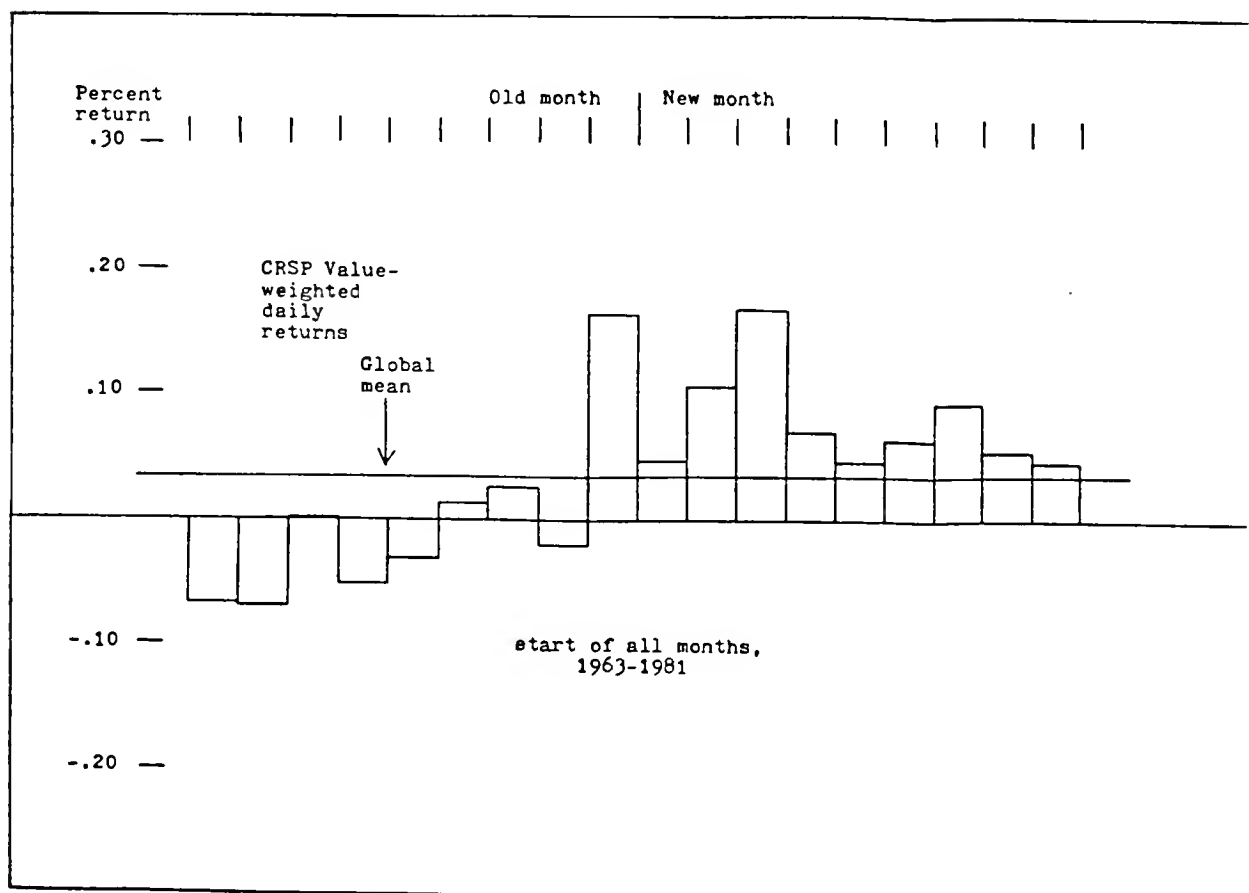 Percent
return
Old month
New month
.30
.20
CRSP Value-
weighted
daily
returns
Global
mean
.10
-.10
start of all months,
1963-1981
-.20